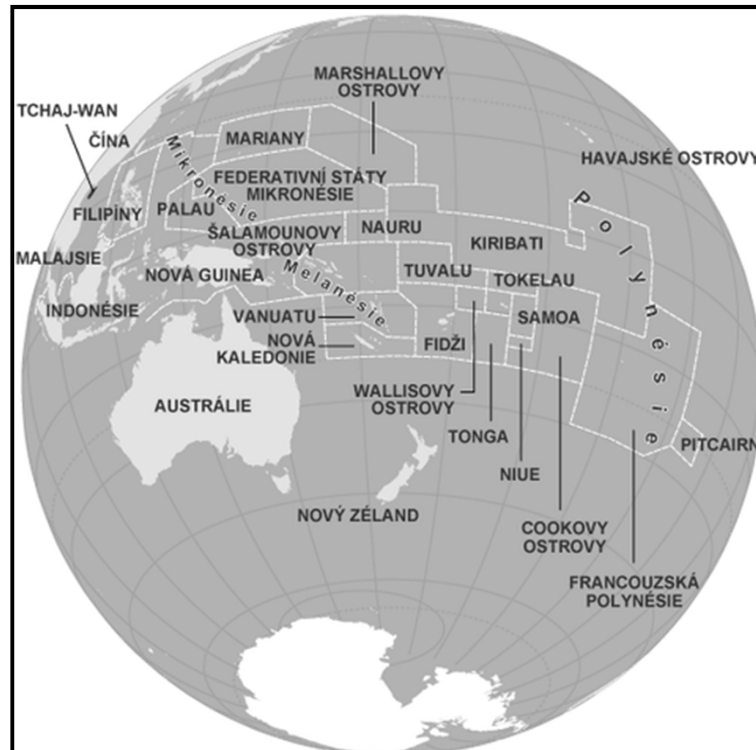 MARSHALLOVY
OSTROVY
TCHAJ-WAN
ČÍNA
MARIANY
HAVAJSKÉ OSTROVY
Mikronésie
FEDERATIVNÍ STÁTY
MIKRONÉSIE
FILIPÍNY
PALAU
Polynésie
ŠALAMOUNOVY
OSTROVY
NAURU
KIRIBATI
MALAJSIE
NOVÁ GUINEA
Melanésie
TUVALU
TOKELAU
INDONÉSIE
VANUATU
SAMOA
NOVÁ
KALEDONIE
FIDŽI
WALLISOVY
OSTROVY
AUSTRÁLIE
TONGA
PITCAIRN
NIUE
NOVÝ ZÉLAND
COOKOVY
OSTROVY
FRANCOUZSKÁ
POLYNÉSIE